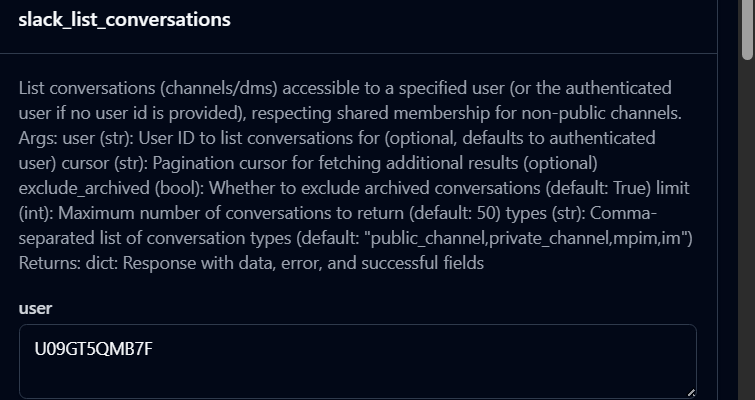 slack_list_conversations
List conversations (channels/dms) accessible to a specified user (or the authenticated
user if no user id is provided), respecting shared membership for non-public channels.
Args: user (str): User ID to list conversations for (optional, defaults to authenticated
user) cursor (str): Pagination cursor for fetching additional results (optional)
exclude_archived (bool): Whether to exclude archived conversations (default: True) limit
(int): Maximum number of conversations to return (default: 50) types (str): Comma-
separated list of conversation types (default: "public_channel,private_channel,mpim,im")
Returns: dict: Response with data, error, and successful fields
user
U09GT5QMB7F